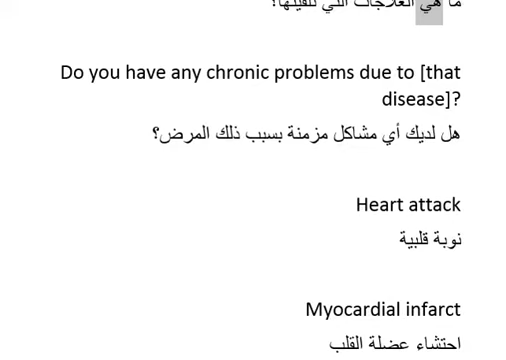 ما هي العلاجات التي تلقيتها؟
Do you have any chronic problems due to [that
disease]?
هل لديك أي مشاكل مزمنة بسبب ذلك المرض؟
Heart attack
نوبة قلبية
Myocardial infarct
احتشاء عضلة القلب